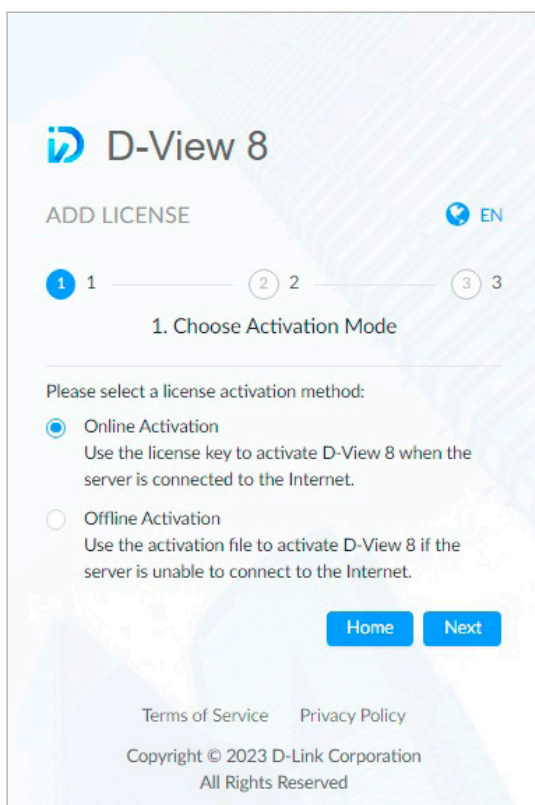 D-View 8
ADD LICENSE
EN
1 1 2 2 3 3
1. Choose Activation Mode
Please select a license activation method:
Online Activation
Use the license key to activate D-View 8 when the
server is connected to the Internet.
Offline Activation
Use the activation file to activate D-View 8 if the
server is unable to connect to the Internet.
Home Next
Terms of Service Privacy Policy
Copyright © 2023 D-Link Corporation
All Rights Reserved